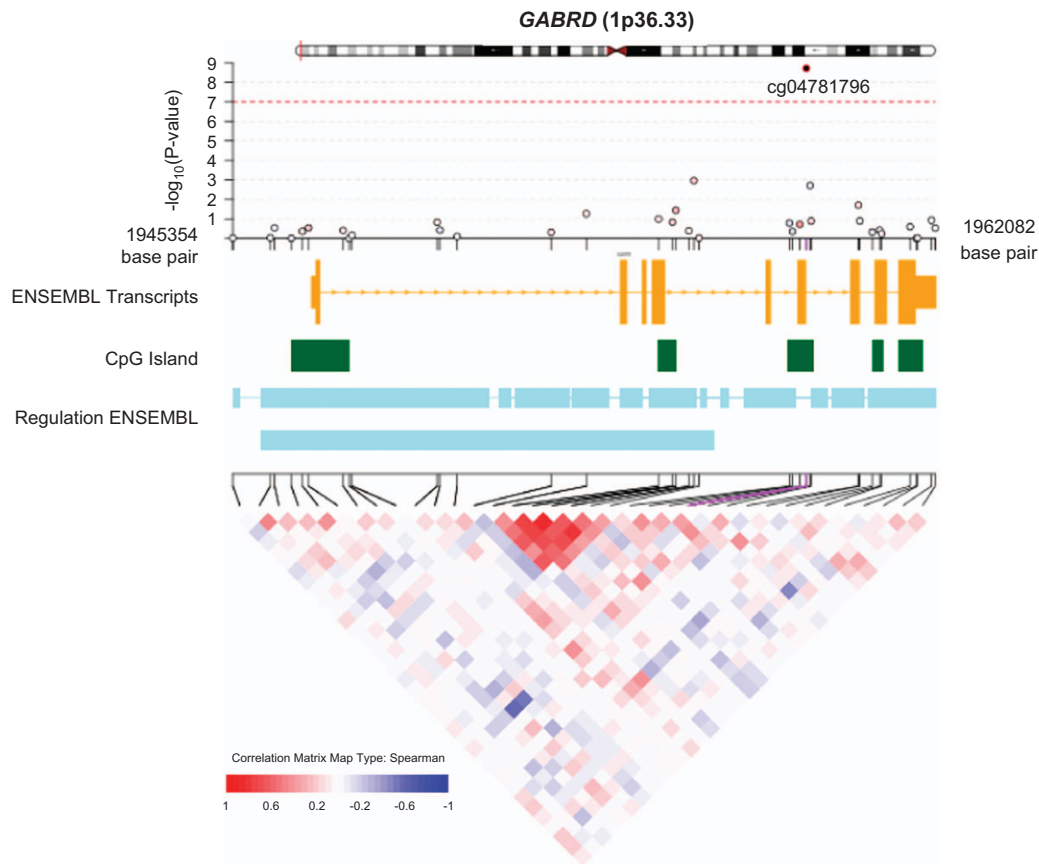 GABRD (1p36.33)
9
8
7
6
5
4
3
2
1
-log10(P-value)
cg04781796
1945354
base pair
1962082
base pair
ENSEMBL Transcripts
CpG Island
Regulation ENSEMBL
Correlation Matrix Map Type: Spearman
1 0.6 0.2 -0.2 -0.6 -1